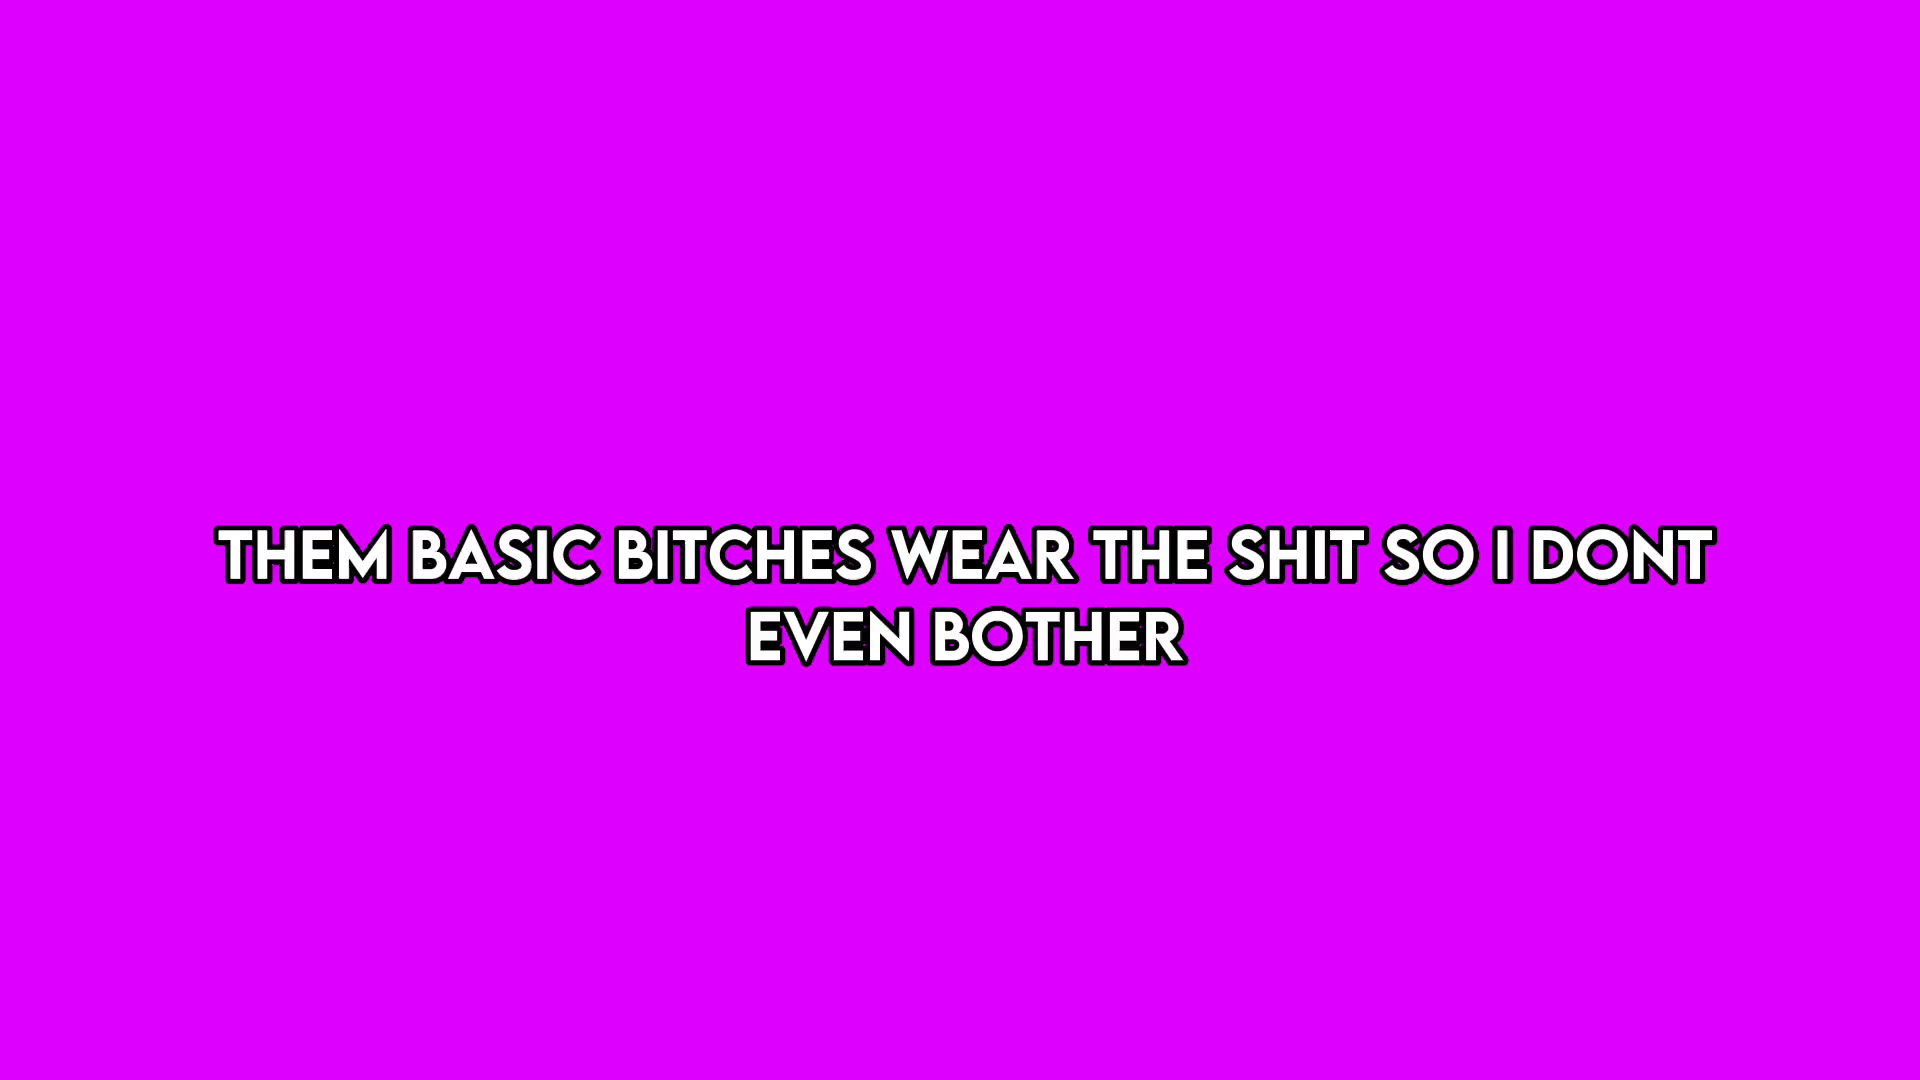 THEM BASIC BITCHES WEAR THE SHIT SO I DONT
EVEN BOTHER